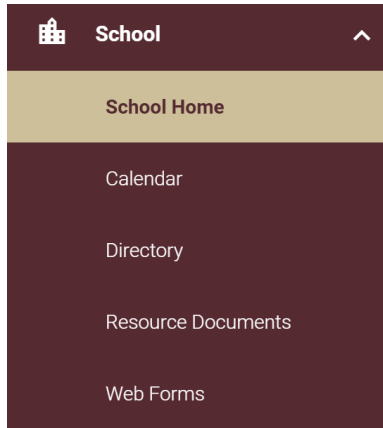 School
School Home
Calendar
Directory
Resource Documents
Web Forms